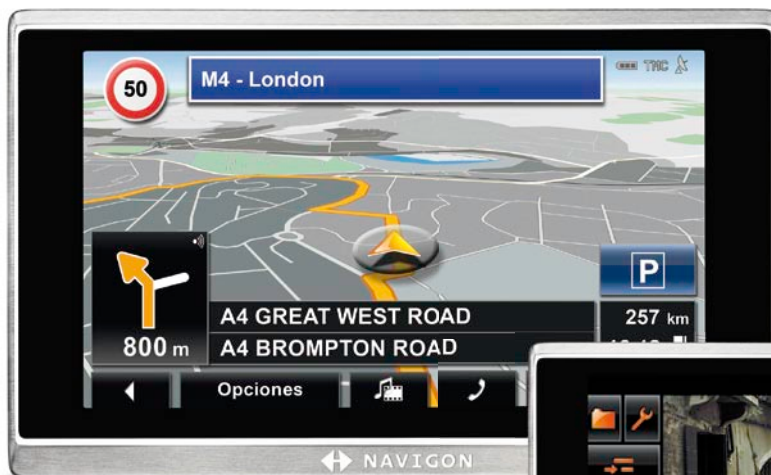 50
M4 - London
TMC
P
A4 GREAT WEST ROAD
257 km
800 m
A4 BROMPTON ROAD
Opciones
NAVIGON